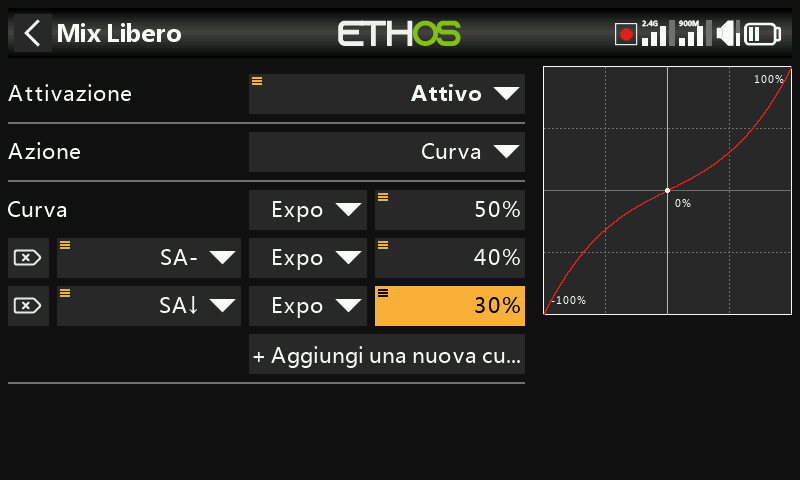 Mix Libero
ETHOS
2.4G
900M
Attivazione
Attivo
Azione
Curva
Curva
Expo
50%
SA-
Expo
40%
SA↓
Expo
30%
+ Aggiungi una nuova cu...
100%
0%
-100%